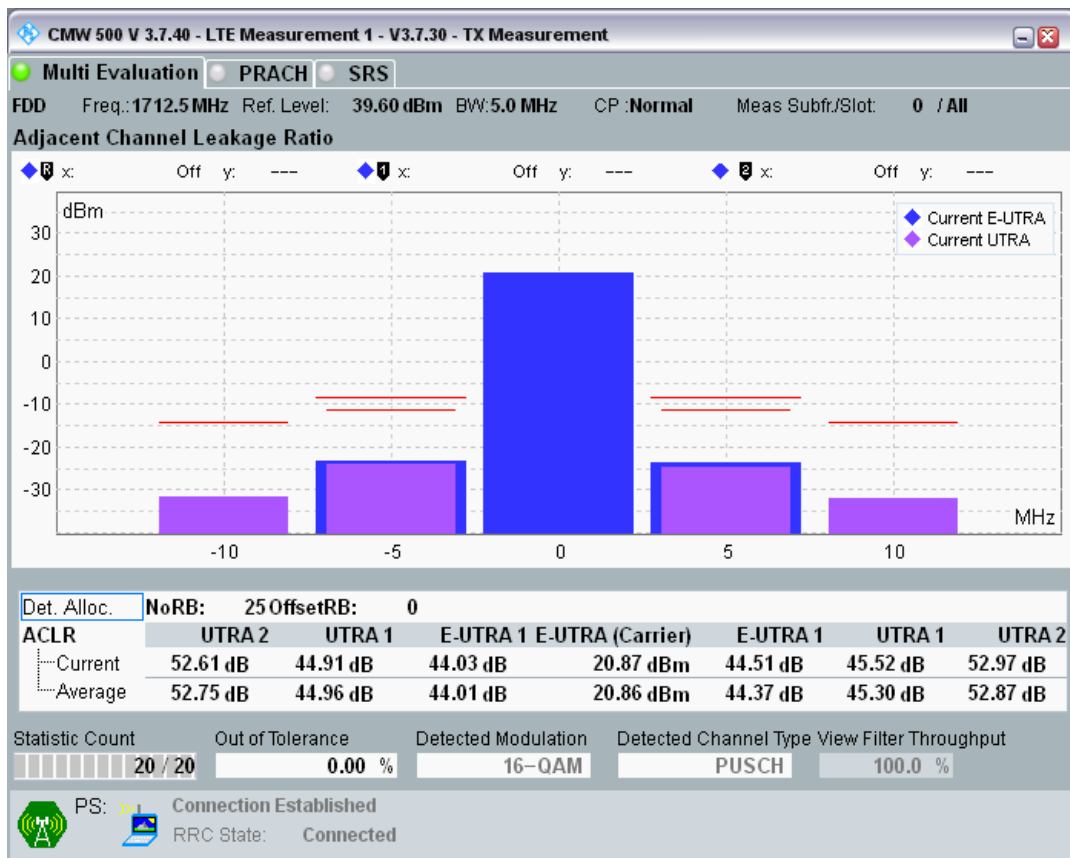 CMW 500 V 3.7.40 - LTE Measurement 1 - V3.7.30 - TX Measurement
Multi Evaluation PRACH SRS
FDD Freq.: 1712.5 MHz Ref. Level: 39.60 dBm BW: 5.0 MHz CP : Normal Meas Subfr./Slot: 0 / All
Adjacent Channel Leakage Ratio
R x: Off y: --- 1 x: Off y: --- 2 x: Off y: ---
dBm
Current E-UTRA
Current UTRA
30
20
10
0
-10
-20
-30
MHz
-10 -5 0 5 10
Det. Alloc. NoRB: 25 OffsetRB: 0
ACLR UTRA 2 UTRA 1 E-UTRA 1 E-UTRA (Carrier) E-UTRA 1 UTRA 1 UTRA 2
Current 52.61 dB 44.91 dB 44.03 dB 20.87 dBm 44.51 dB 45.52 dB 52.97 dB
Average 52.75 dB 44.96 dB 44.01 dB 20.86 dBm 44.37 dB 45.30 dB 52.87 dB
Statistic Count Out of Tolerance Detected Modulation Detected Channel Type View Filter Throughput
20 / 20 0.00 % 16-QAM PUSCH 100.0 %
PS: Connection Established
RRC State: Connected